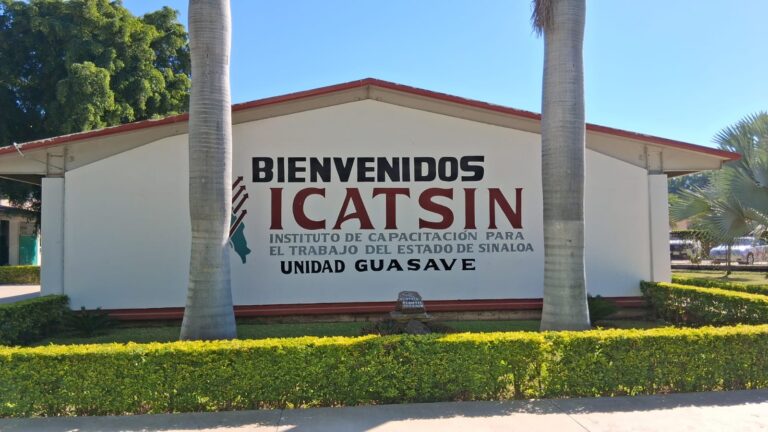 BIENVENIDOS
ICATSIN
INSTITUTO DE CAPACITACIÓN PARA
EL TRABAJO DEL ESTADO DE SINALOA
UNIDAD GUASAVE